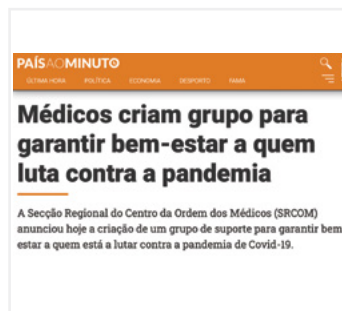 PAÍSAOMINUTO
ÚLTIMA HORA POLÍTICA ECONOMIA DESPORTO FAMA
Médicos criam grupo para
garantir bem-estar a quem
luta contra a pandemia
A Secção Regional do Centro da Ordem dos Médicos (SRCOM)
anunciou hoje a criação de um grupo de suporte para garantir bem
estar a quem está a lutar contra a pandemia de Covid-19.